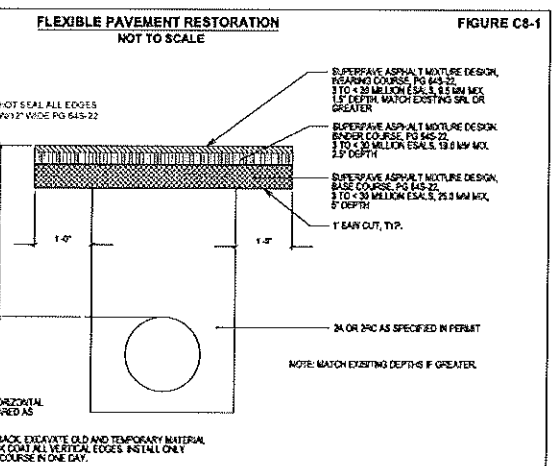 FLEXIBLE PAVEMENT RESTORATION
FIGURE C8-1
NOT TO SCALE
HOT SEAL ALL EDGES
W/12" WIDE PG 64S-22
SUPERPAVE ASPHALT MIXTURE DESIGN,
WEARING COURSE, PG 64S-22,
3 TO < 30 MILLION ESALS, 9.5 MM MIX,
1.5" DEPTH, MATCH EXISTING SRL OR
GREATER
SUPERPAVE ASPHALT MIXTURE DESIGN,
BINDER COURSE, PG 64S-22,
3 TO < 30 MILLION ESALS, 19.0 MM MIX,
2.5" DEPTH
SUPERPAVE ASPHALT MIXTURE DESIGN,
BASE COURSE, PG 64S-22,
3 TO < 30 MILLION ESALS, 25.0 MM MIX,
5" DEPTH
1' SAW CUT, TYP.
1'-0"
1'-0"
2A OR 2RC AS SPECIFIED IN PERMIT
NOTE: MATCH EXISTING DEPTHS IF GREATER.
HORIZONTAL
AS
BACK, EXCAVATE OLD AND TEMPORARY MATERIAL
COAT ALL VERTICAL EDGES. INSTALL ONLY
COURSE IN ONE DAY.